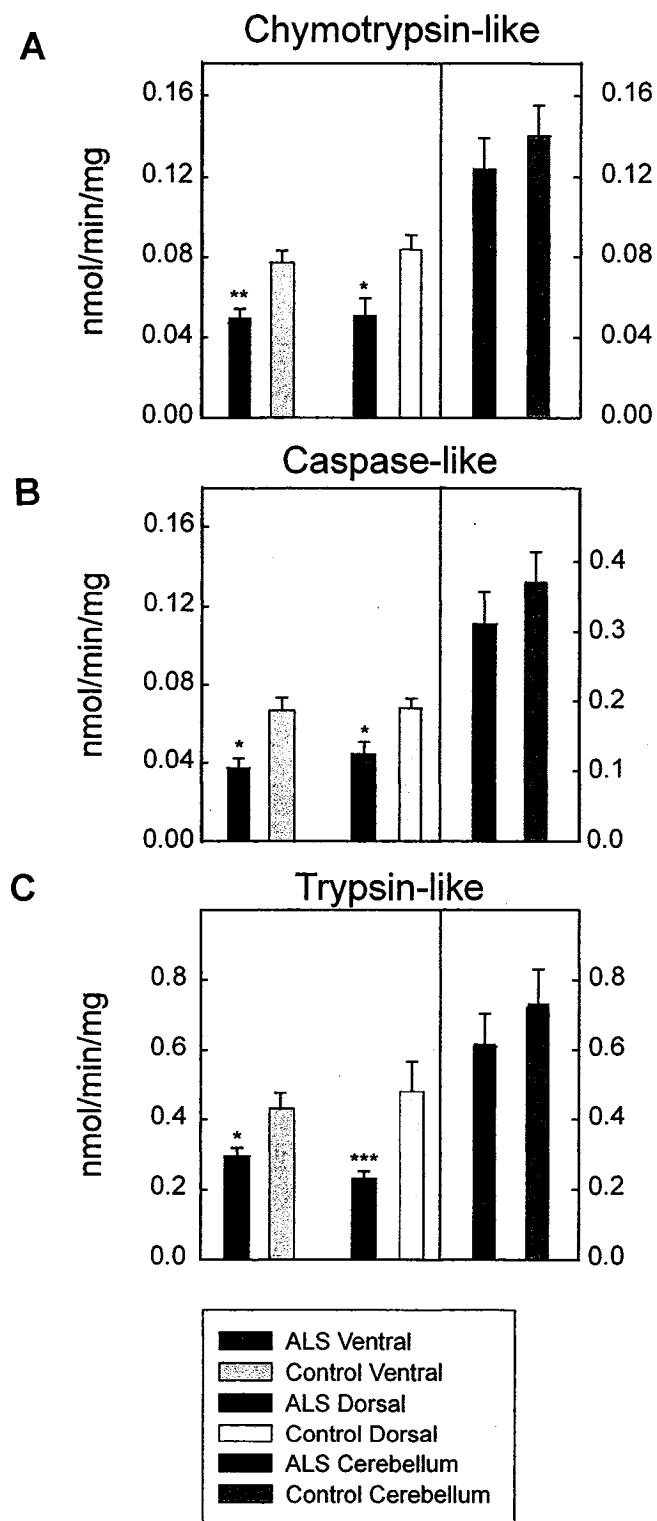 A
Chymotrypsin-like
nmol/min/mg
0.16
0.12
0.08
0.04
0.00
**
*
0.16
0.12
0.08
0.04
0.00
B
Caspase-like
nmol/min/mg
0.16
0.12
0.08
0.04
0.00
*
*
0.4
0.3
0.2
0.1
0.0
C
Trypsin-like
nmol/min/mg
0.8
0.6
0.4
0.2
0.0
*
***
0.8
0.6
0.4
0.2
0.0
ALS Ventral
Control Ventral
ALS Dorsal
Control Dorsal
ALS Cerebellum
Control Cerebellum